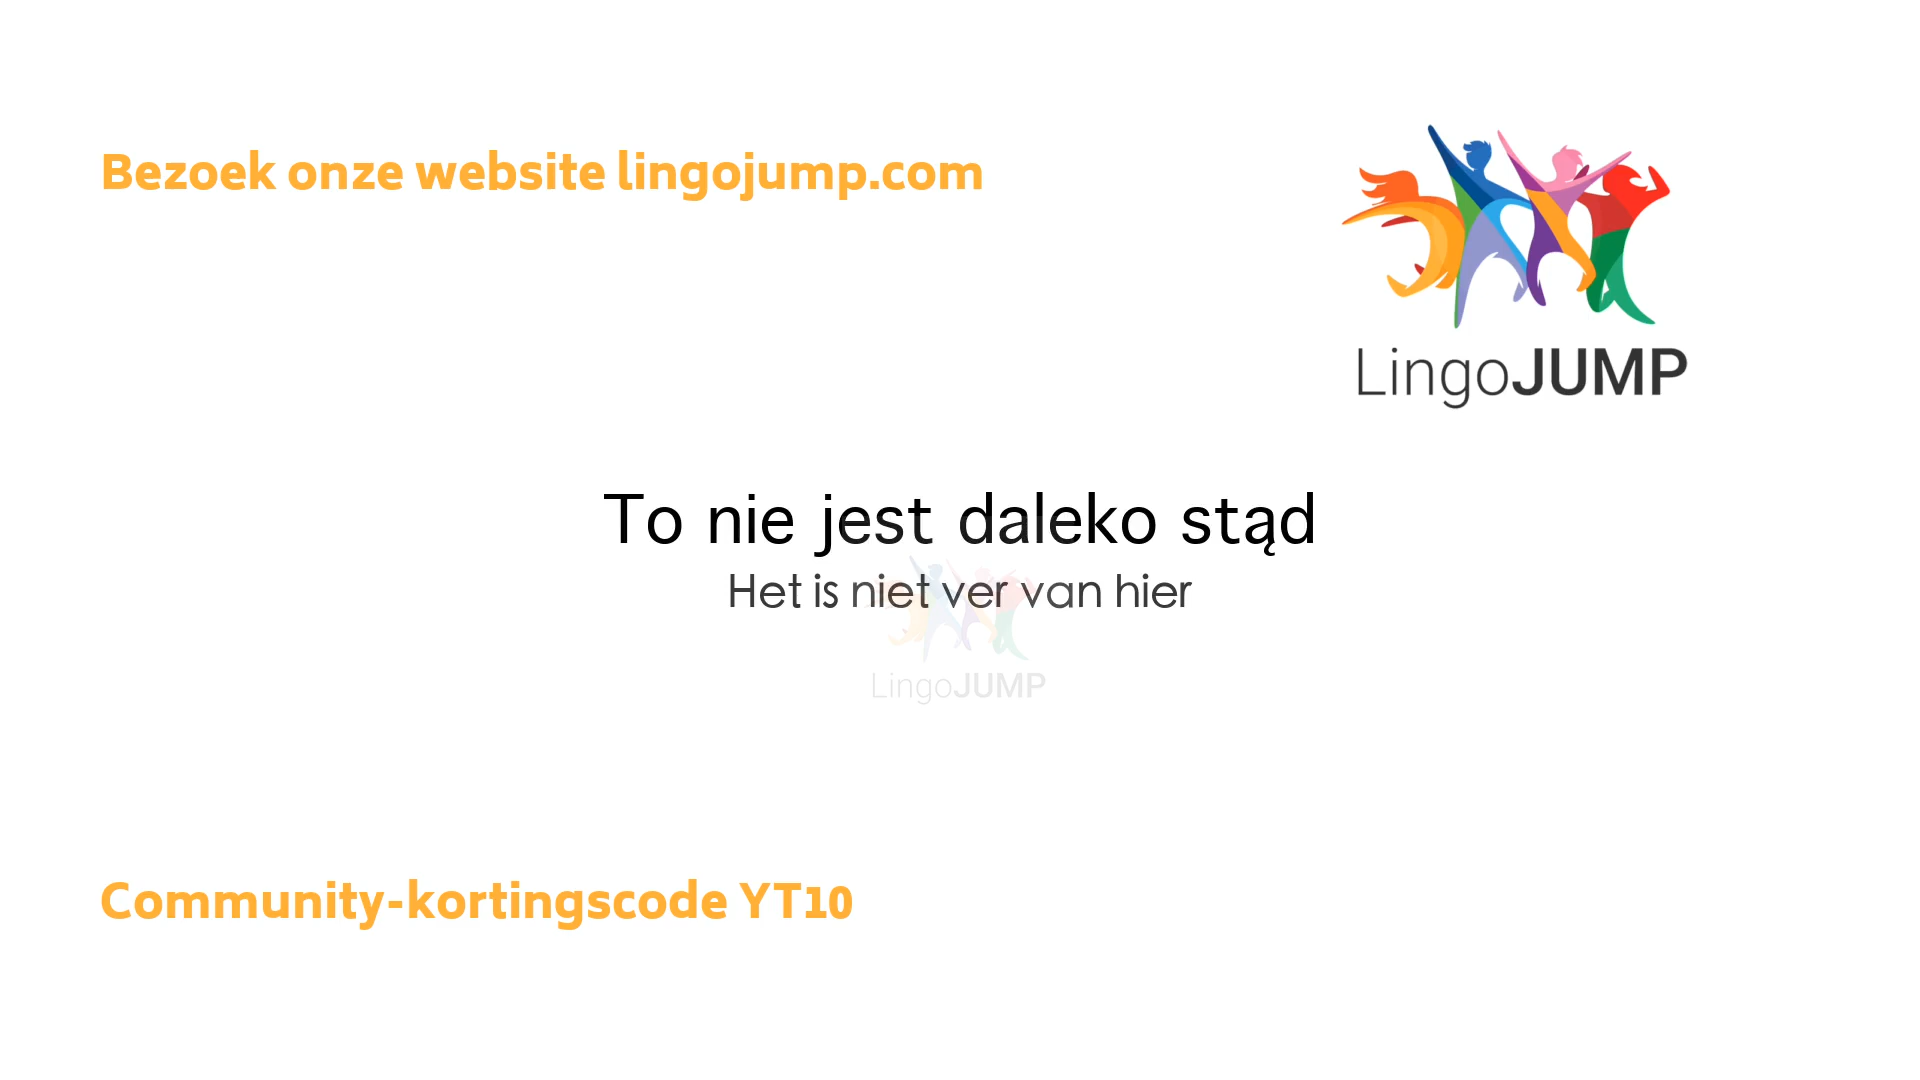 Bezoek onze website lingojump.com
LingoJUMP
To nie jest daleko stąd
Het is niet ver van hier
LingoJUMP
Community-kortingscode YT10